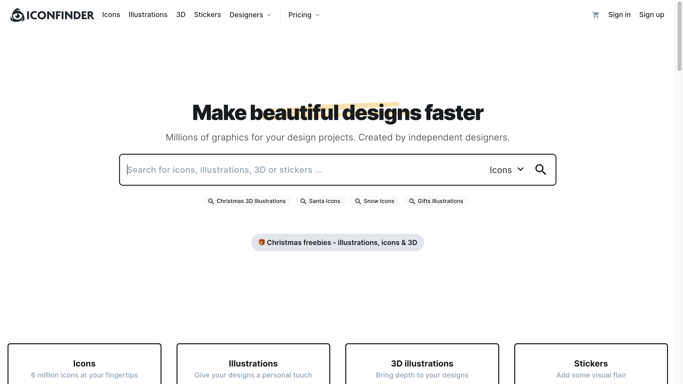 ICONFINDER Icons Illustrations 3D Stickers Designers Pricing Sign in Sign up
Make beautiful designs faster
Millions of graphics for your design projects. Created by independent designers.
Search for icons, illustrations, 3D or stickers ... Icons
Christmas 3D Illustrations Santa Icons Snow Icons Gifts Illustrations
Christmas freebies - illustrations, icons & 3D
Icons Illustrations 3D illustrations Stickers
6 million icons at your fingertips Give your designs a personal touch Bring depth to your designs Add some visual flair